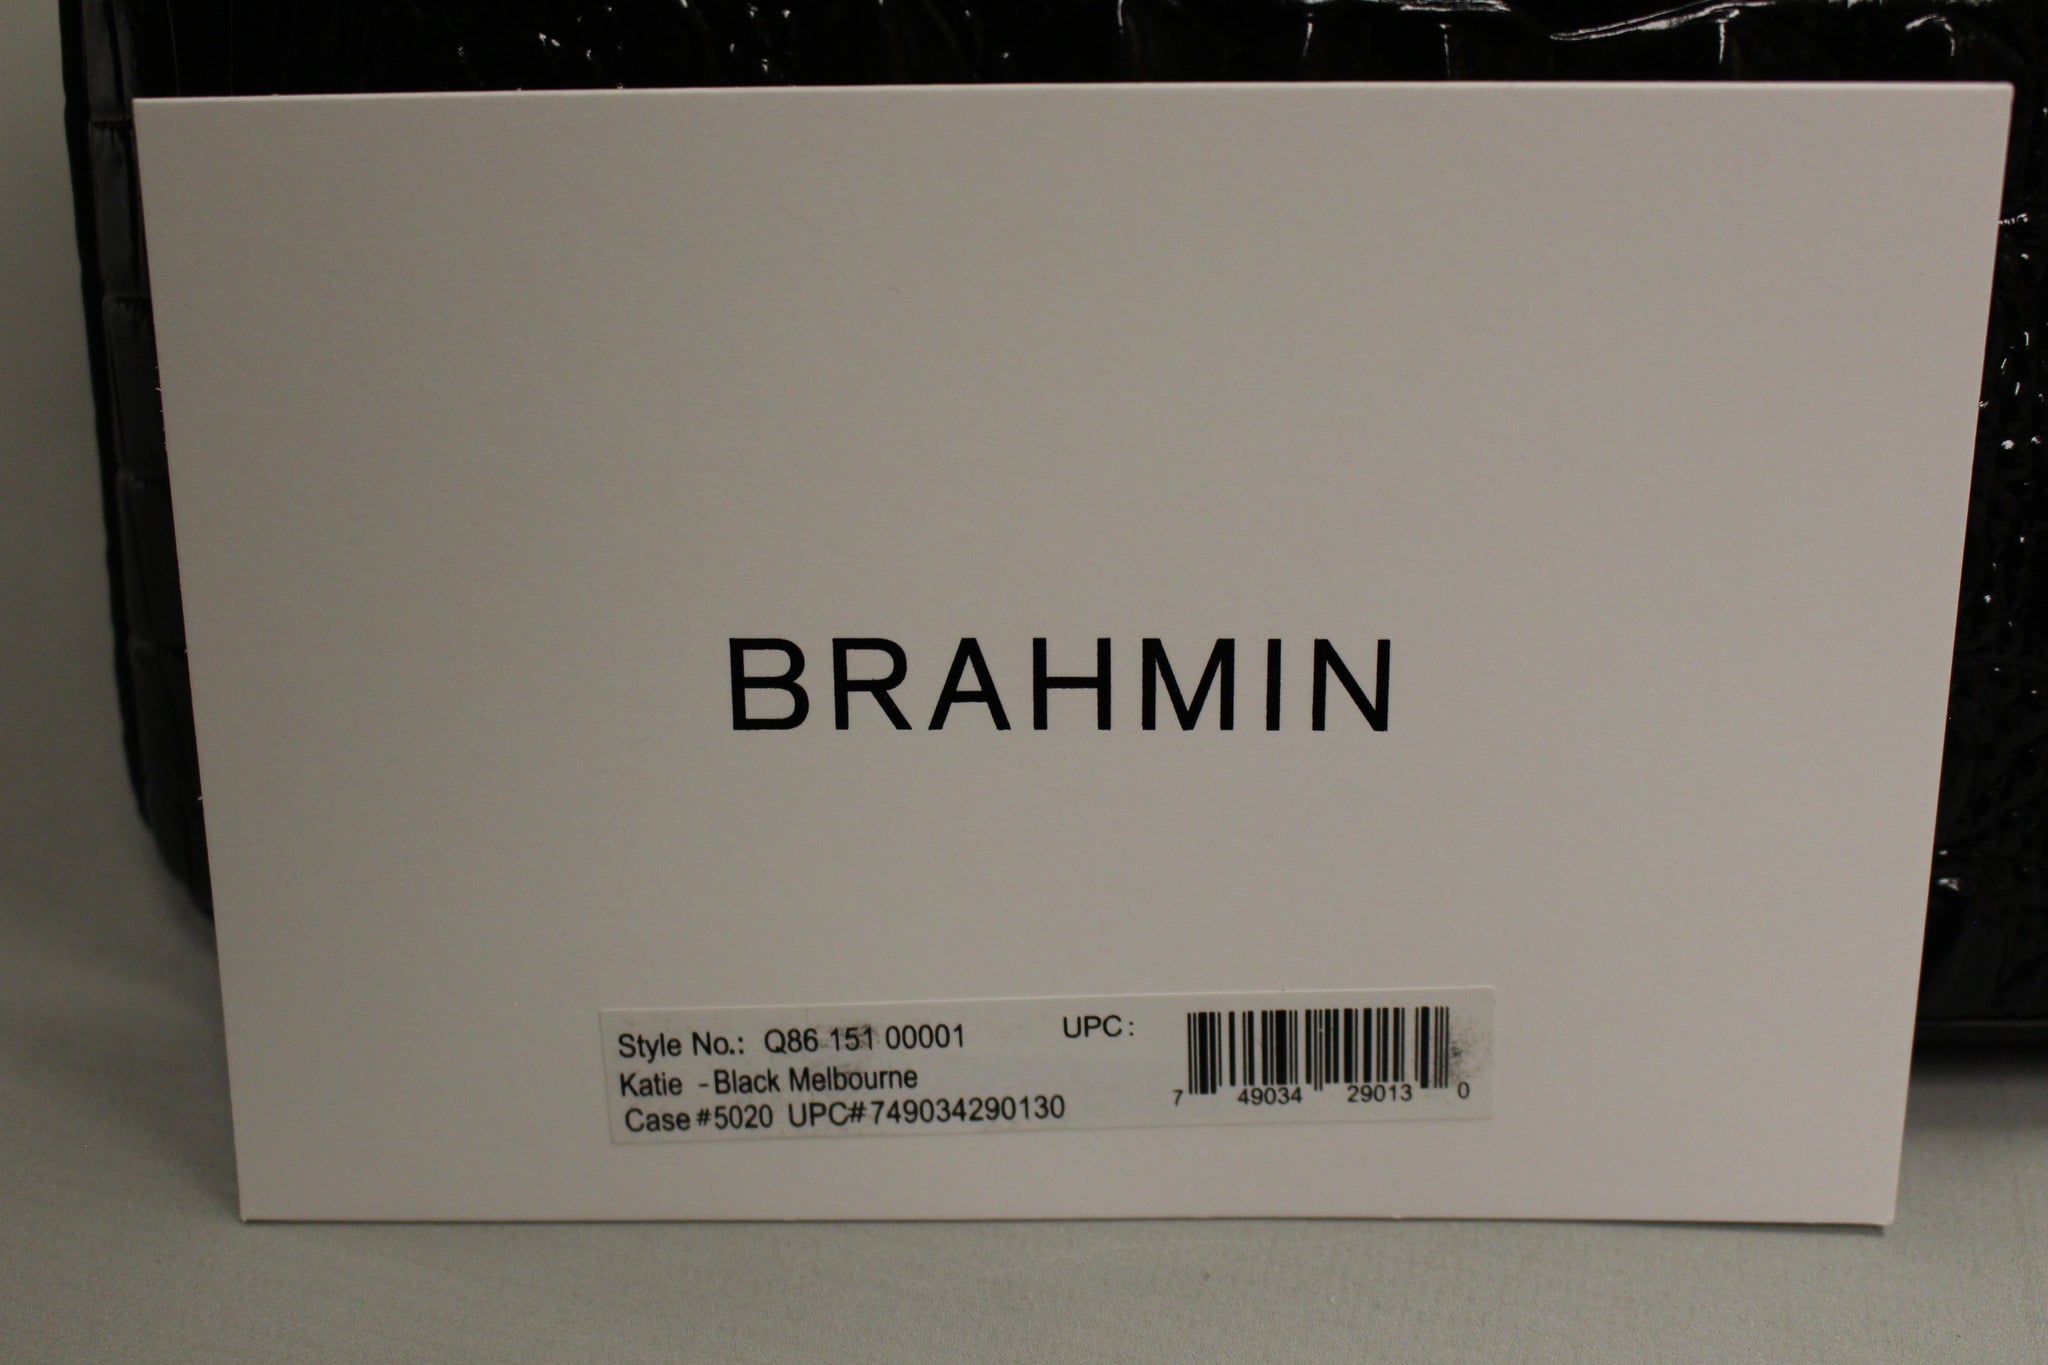 BRAHMIN
Style No.: Q86 151 00001 UPC:
Katie - Black Melbourne
Case #5020 UPC# 749034290130
7 49034 29013 0